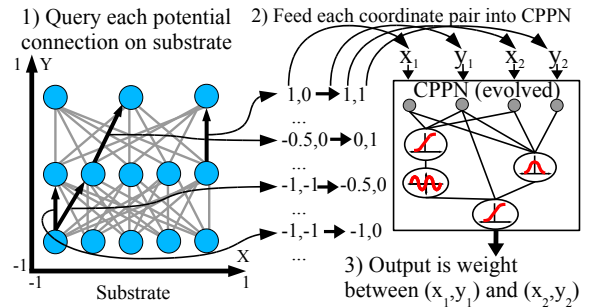 1) Query each potential
connection on substrate
2) Feed each coordinate pair into CPPN
1 Y
X
-1
-1
1
Substrate
1,0 → 1,1
...
-0.5,0 → 0,1
...
-1,-1 → -0.5,0
...
-1,-1 → -1,0
...
x1 y1 x2 y2
CPPN (evolved)
3) Output is weight
between (x1,y1) and (x2,y2)